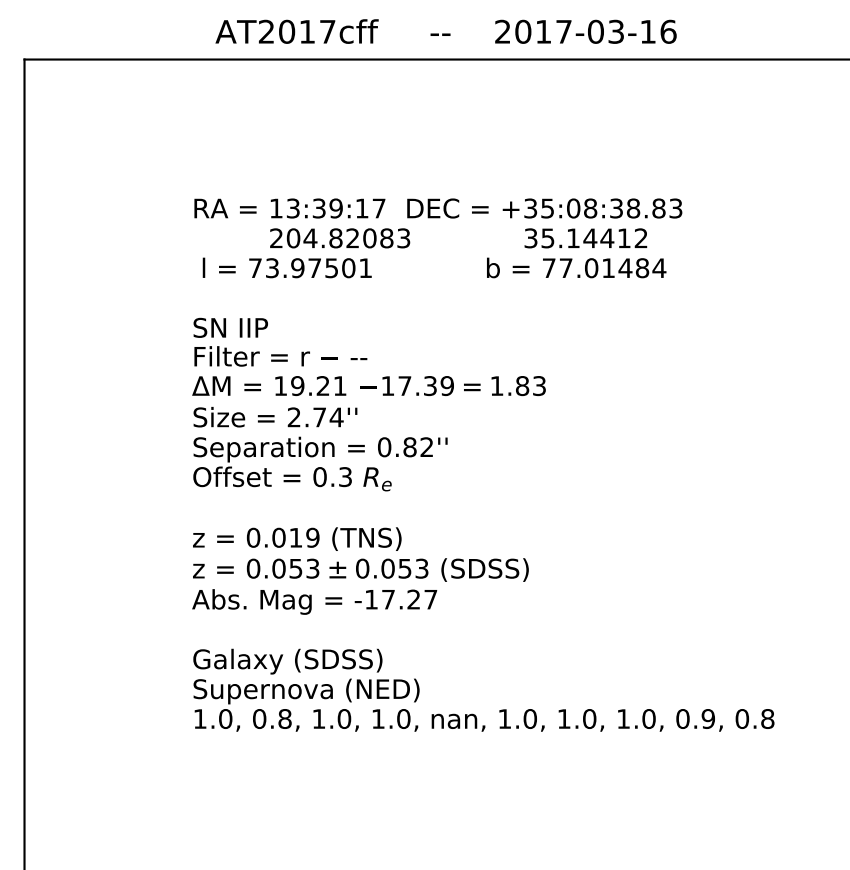 AT2017cff -- 2017-03-16
RA = 13:39:17 DEC = +35:08:38.83
204.82083 35.14412
l = 73.97501 b = 77.01484
SN IIP
Filter = r − --
ΔM = 19.21 −17.39 = 1.83
Size = 2.74''
Separation = 0.82''
Offset = 0.3 Rₑ
z = 0.019 (TNS)
z = 0.053 ± 0.053 (SDSS)
Abs. Mag = -17.27
Galaxy (SDSS)
Supernova (NED)
1.0, 0.8, 1.0, 1.0, nan, 1.0, 1.0, 1.0, 0.9, 0.8